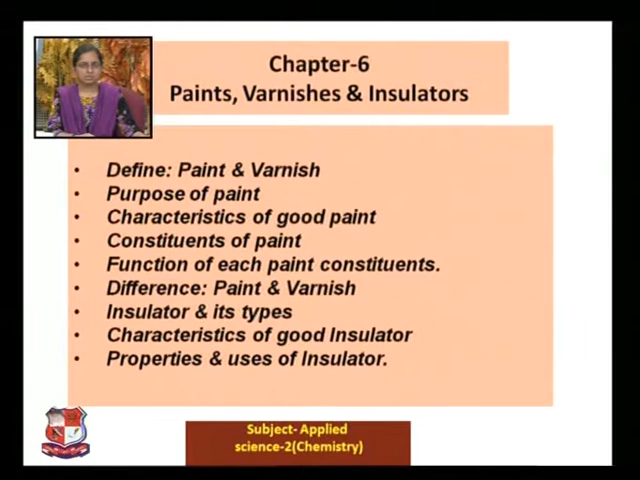 Chapter-6
Paints, Varnishes & Insulators
• Define: Paint & Varnish
• Purpose of paint
• Characteristics of good paint
• Constituents of paint
• Function of each paint constituents.
• Difference: Paint & Varnish
• Insulator & its types
• Characteristics of good Insulator
• Properties & uses of Insulator.
Subject- Applied
science-2(Chemistry)